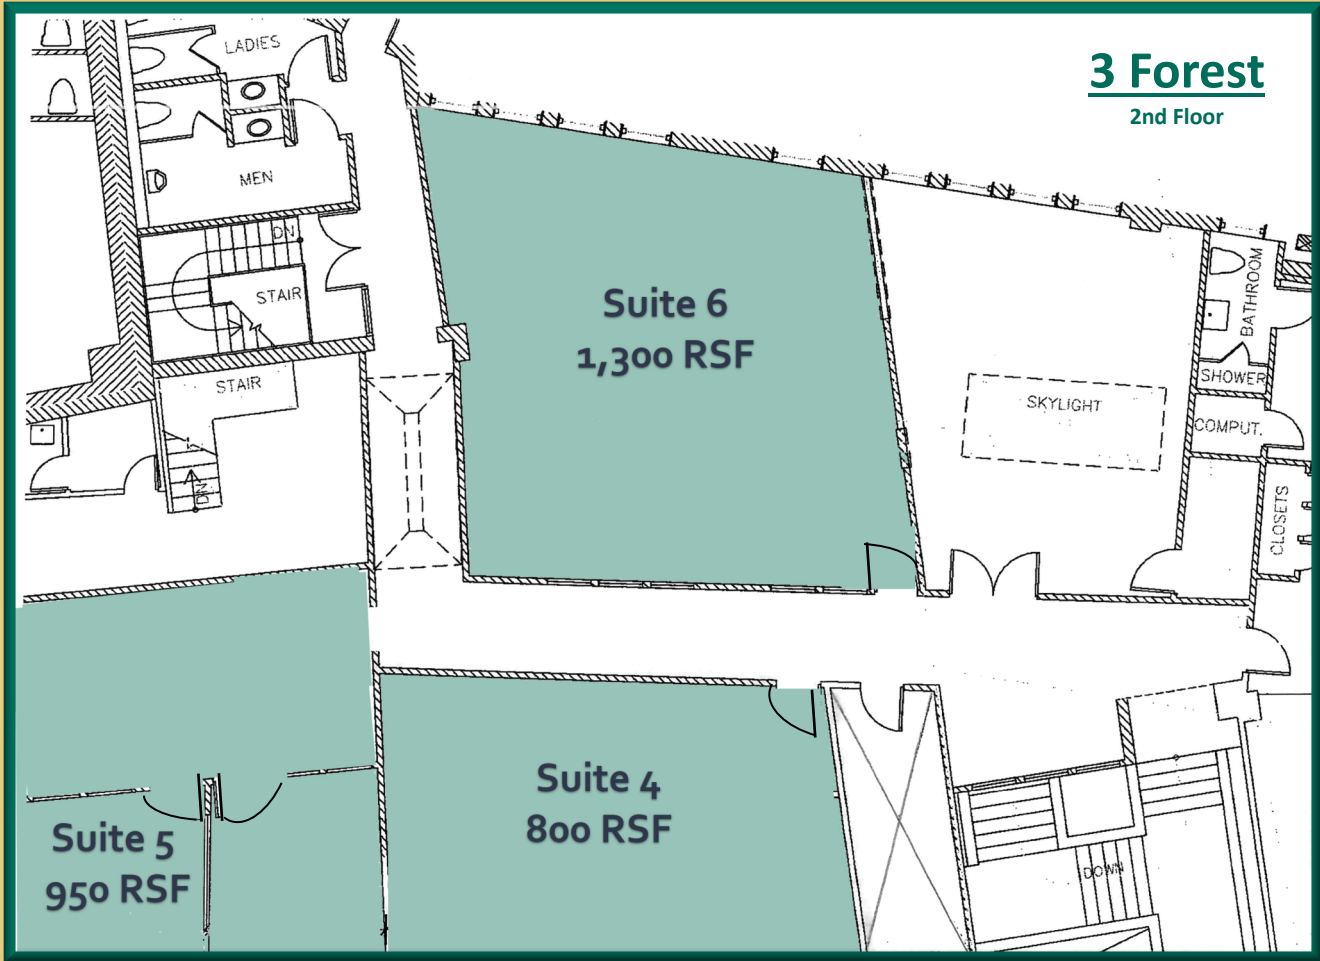 3 Forest
2nd Floor
LADIES
MEN
DN
STAIR
STAIR
DN
Suite 6
1,300 RSF
SKYLIGHT
BATHROOM
SHOWER
COMPUT.
CLOSETS
Suite 4
800 RSF
Suite 5
950 RSF
DOWN